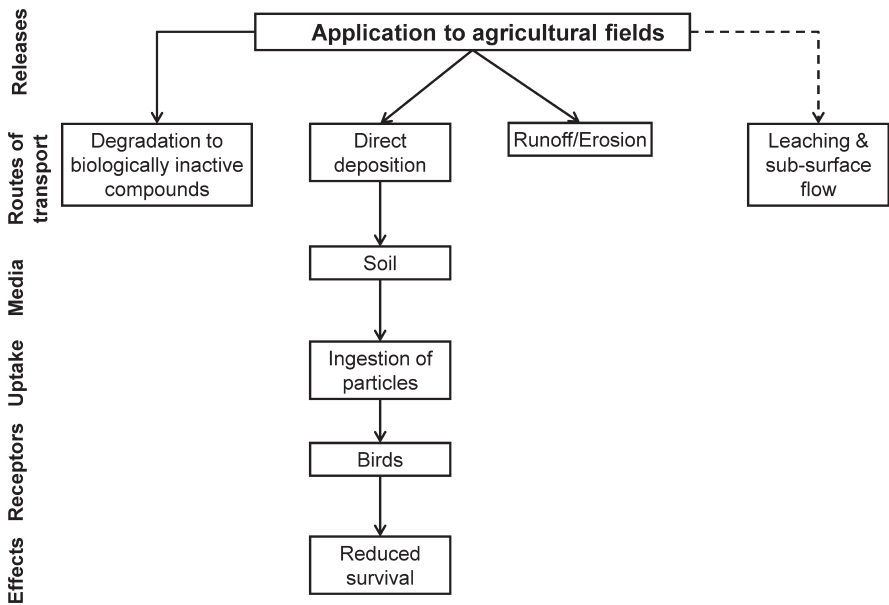 Releases
Application to agricultural fields
Routes of
transport
Degradation to
biologically inactive
compounds
Direct
deposition
Runoff/Erosion
Leaching &
sub-surface
flow
Media
Soil
Uptake
Ingestion of
particles
Receptors
Birds
Effects
Reduced
survival